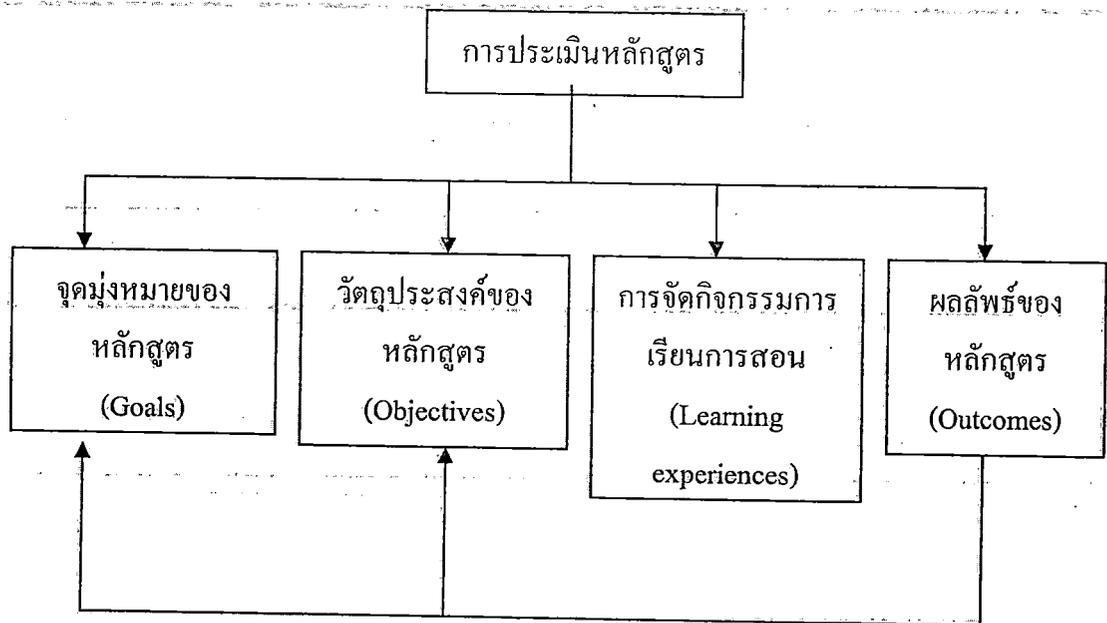 การประเมินหลักสูตร
จุดมุ่งหมายของ
หลักสูตร
(Goals)
วัตถุประสงค์ของ
หลักสูตร
(Objectives)
การจัดกิจกรรมการ
เรียนการสอน
(Learning
experiences)
ผลลัพธ์ของ
หลักสูตร
(Outcomes)